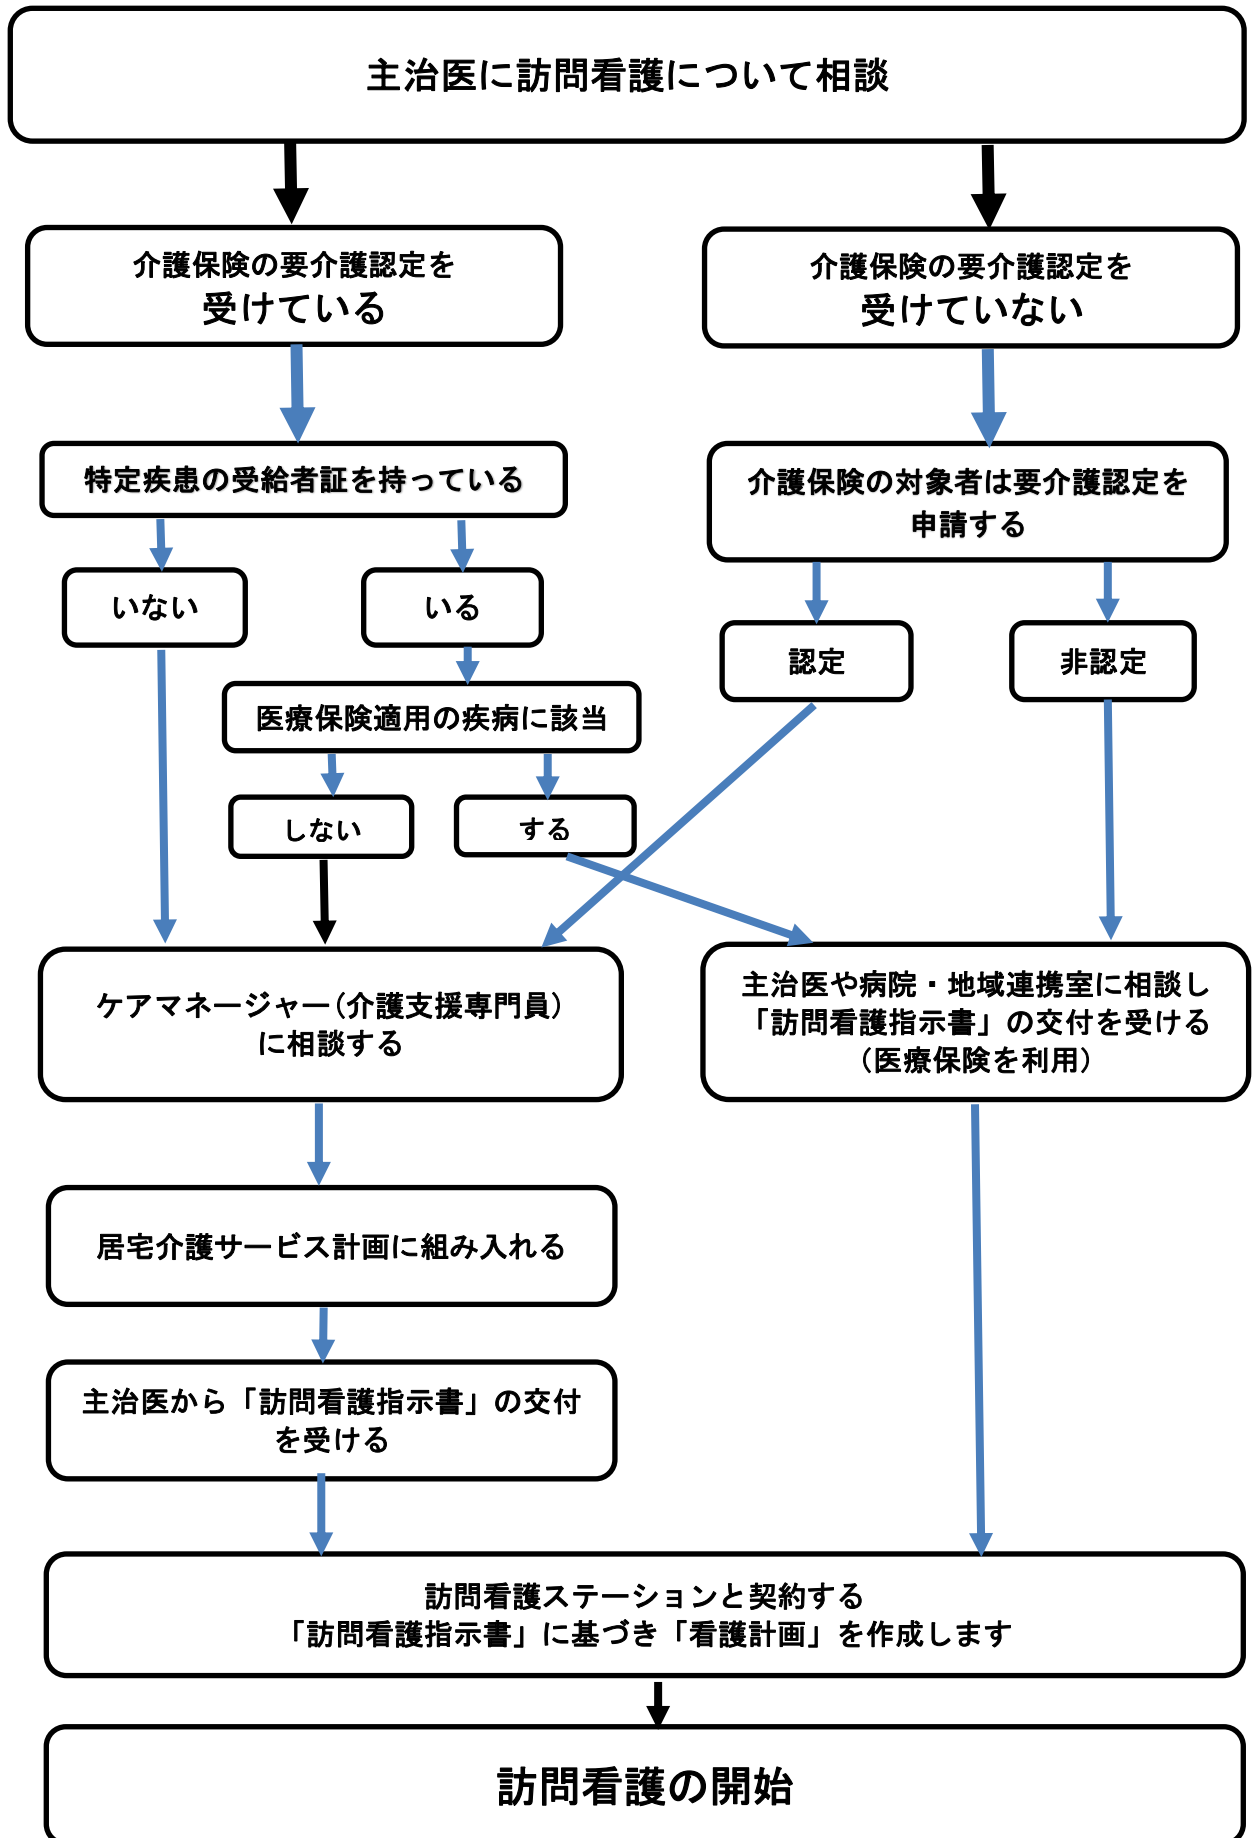 主治医に訪問看護について相談
介護保険の要介護認定を
受けている
介護保険の要介護認定を
受けていない
特定疾患の受給者証を持っている
介護保険の対象者は要介護認定を
申請する
いない
いる
認定
非認定
医療保険適用の疾病に該当
しない
する
ケアマネージャー(介護支援専門員)
に相談する
主治医や病院・地域連携室に相談し
「訪問看護指示書」の交付を受ける
(医療保険を利用)
居宅介護サービス計画に組み入れる
主治医から「訪問看護指示書」の交付
を受ける
訪問看護ステーションと契約する
「訪問看護指示書」に基づき「看護計画」を作成します
訪問看護の開始